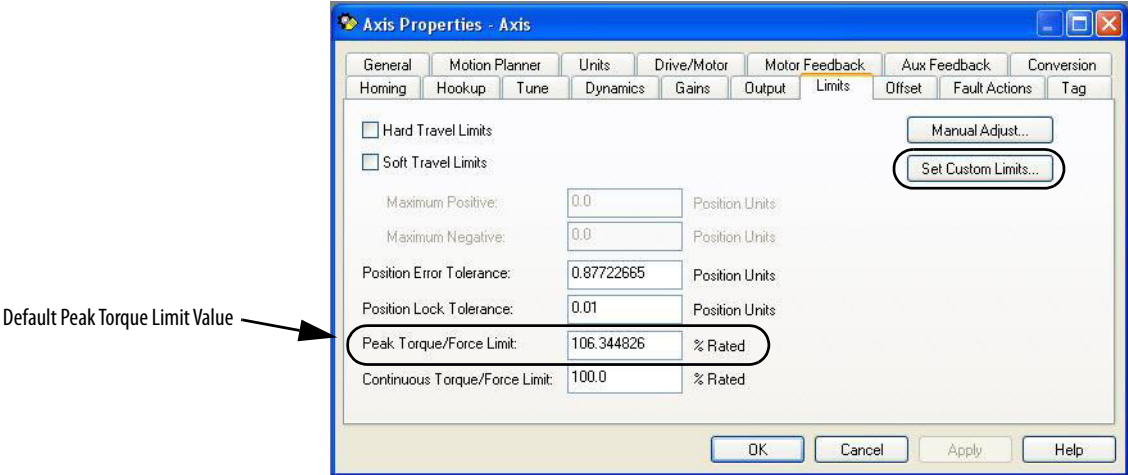 Axis Properties - Axis
General Motion Planner Units Drive/Motor Motor Feedback Aux Feedback Conversion
Homing Hookup Tune Dynamics Gains Output Limits Offset Fault Actions Tag
Hard Travel Limits
Manual Adjust...
Soft Travel Limits
Set Custom Limits...
Maximum Positive: 0.0 Position Units
Maximum Negative: 0.0 Position Units
Position Error Tolerance: 0.87722665 Position Units
Position Lock Tolerance: 0.01 Position Units
Default Peak Torque Limit Value
Peak Torque/Force Limit: 106.344826 % Rated
Continuous Torque/Force Limit: 100.0 % Rated
OK Cancel Apply Help